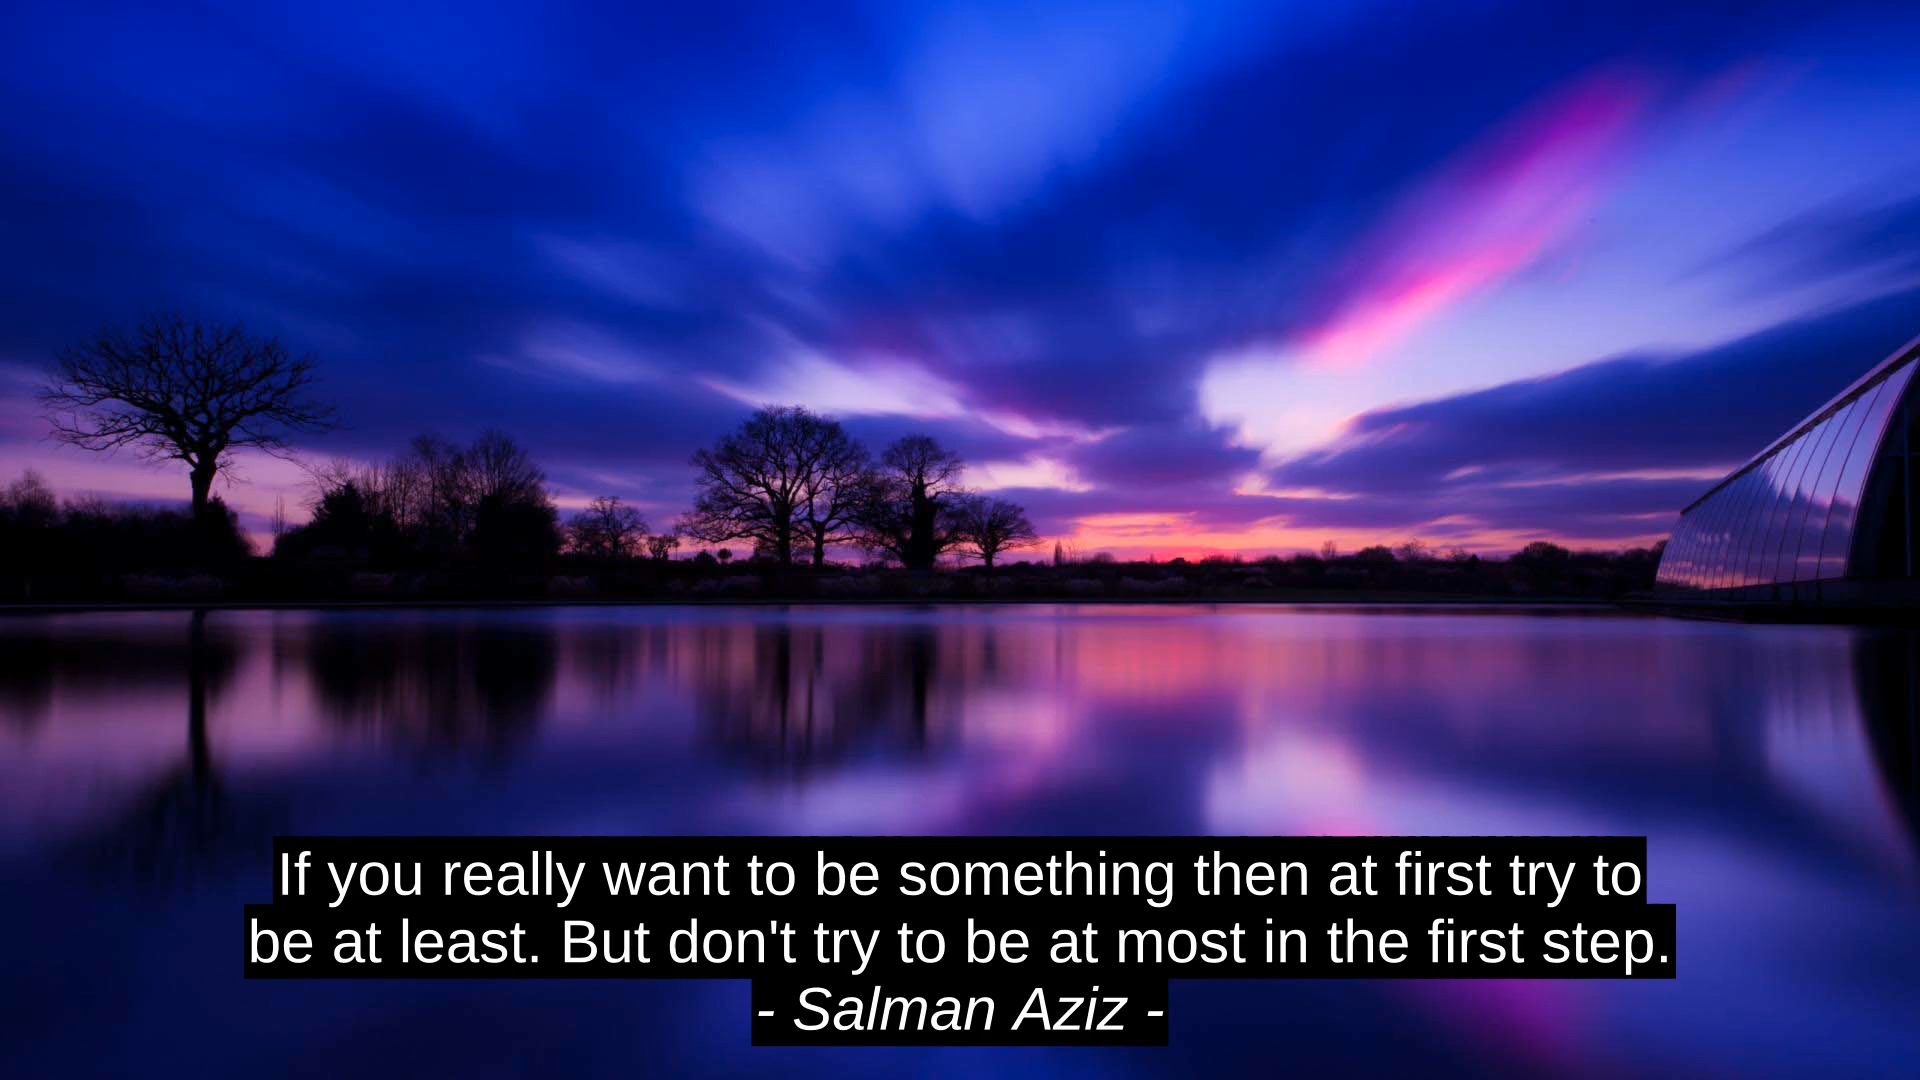 If you really want to be something then at first try to
be at least. But don't try to be at most in the first step.
- Salman Aziz -